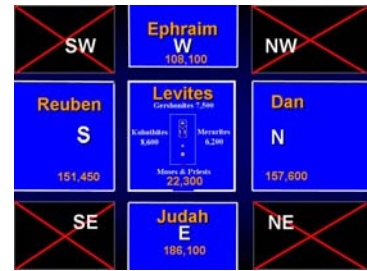 SW
Ephraim
W
108,100
NW
Reuben
S
151,450
Levites
Gershonites 7,500
Kohathites
8,600
Merarites
6,200
Moses & Priests
22,300
Dan
N
157,600
SE
Judah
E
186,100
NE